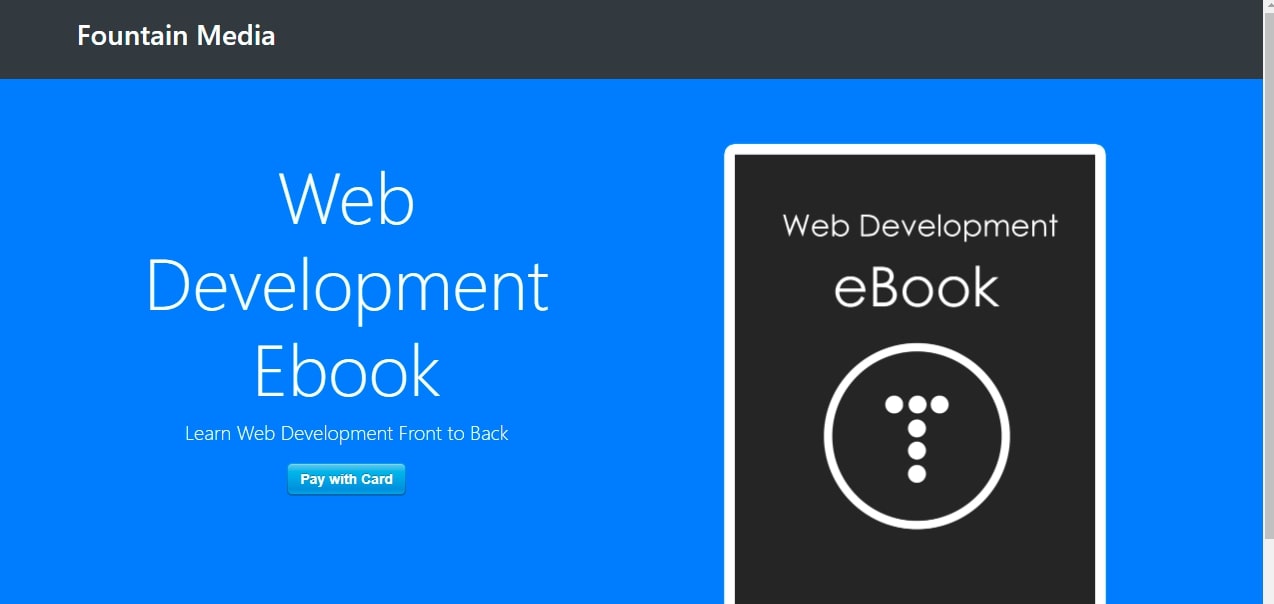 Fountain Media
Web
Development
Ebook
Learn Web Development Front to Back
Pay with Card
Web Development
eBook
T